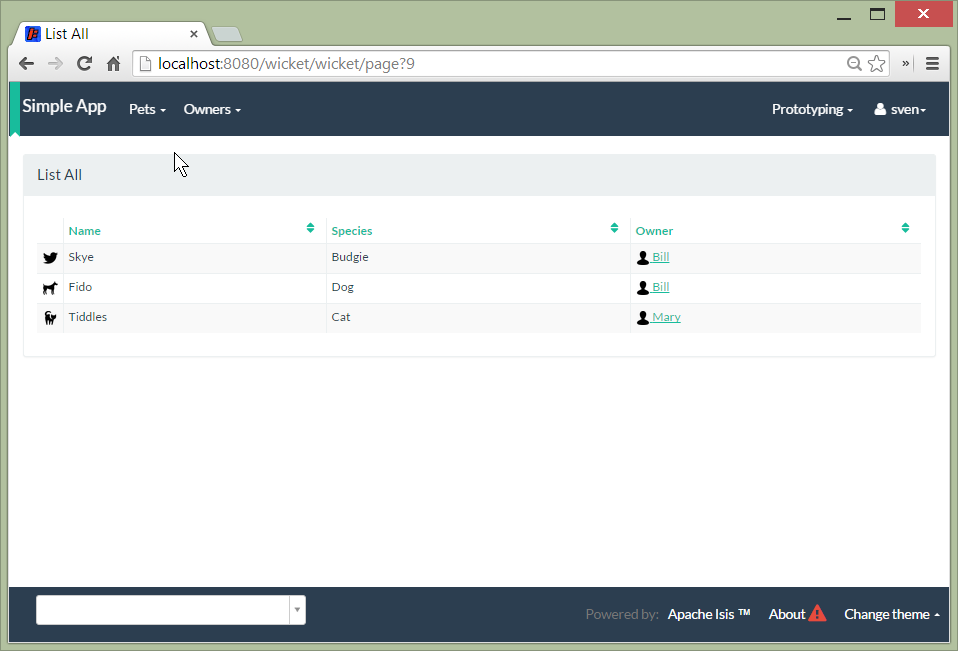 List All
localhost:8080/wicket/wicket/page?9
Simple App Pets Owners Prototyping sven
List All
Name Species Owner
Skye Budgie Bill
Fido Dog Bill
Tiddles Cat Mary
Powered by: Apache Isis ™ About Change theme